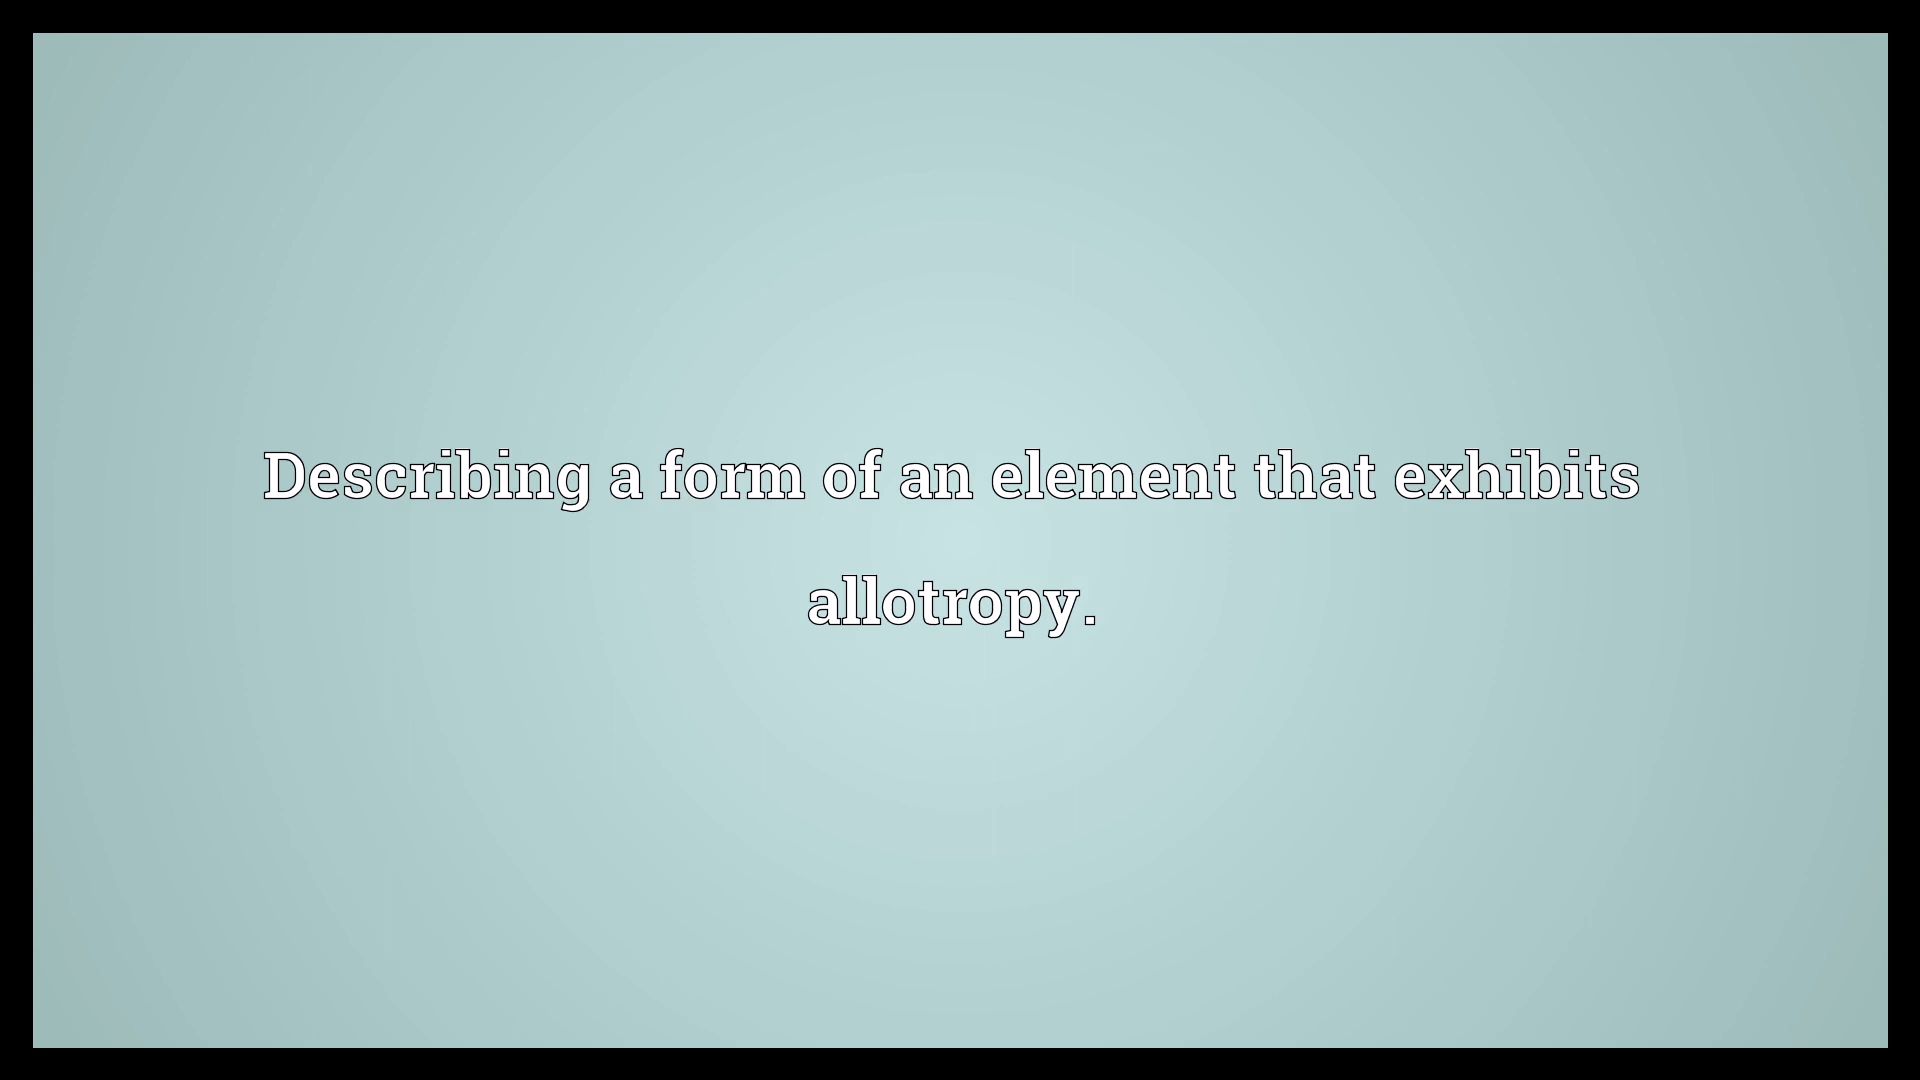 Describing a form of an element that exhibits
allotropy.